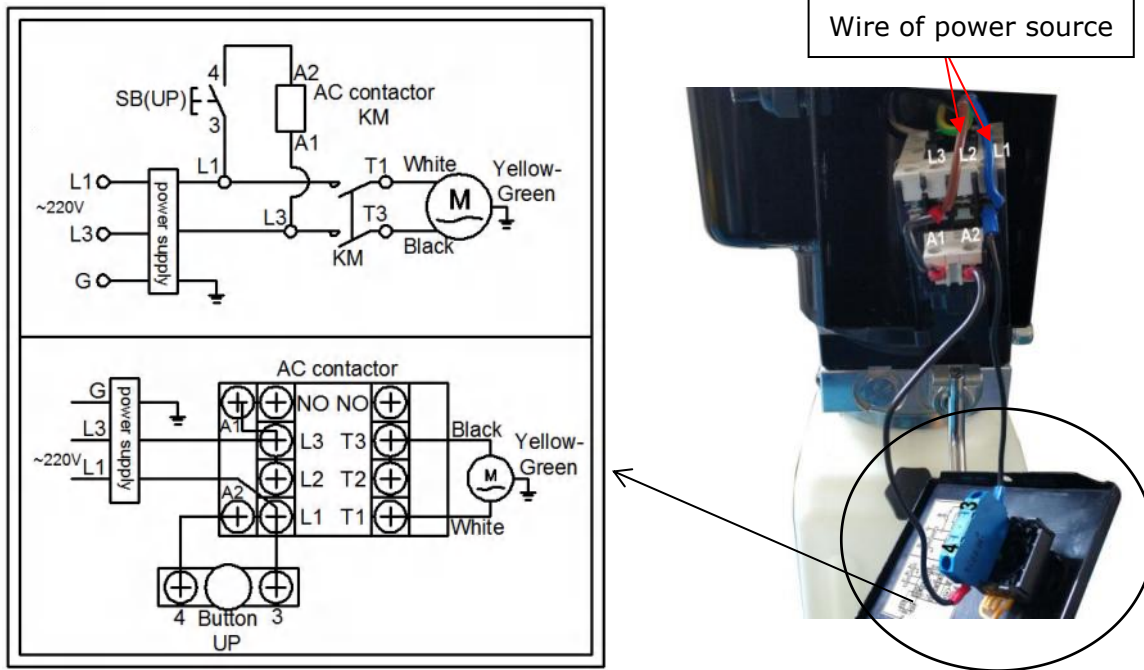 Wire of power source
4
A2
SB(UP)
AC contactor
KM
3
A1
L1
L1
T1
White
Yellow-
Green
~220V
power supply
M
L3
L3
T3
KM
Black
G
AC contactor
G
power supply
NO
NO
A1
L3
L3
T3
Black
Yellow-
Green
~220V
L1
L2
T2
M
A2
L1
T1
White
4
Button
3
UP
L3
L2
L1
A1
A2
4
3